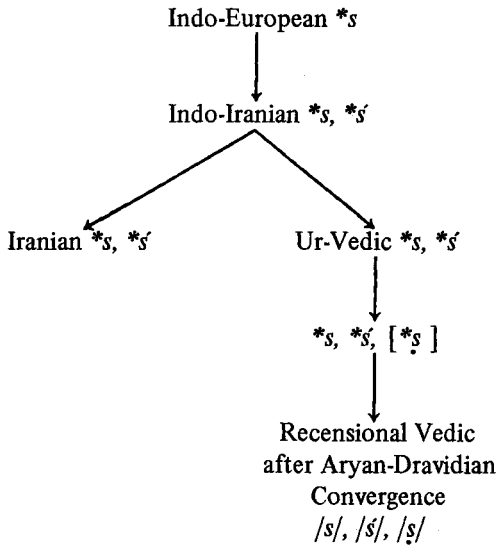 Indo-European *s
Indo-Iranian *s, *ś
Iranian *s, *ś Ur-Vedic *s, *ś
*s, *ś, [*ṣ ]
Recensional Vedic
after Aryan-Dravidian
Convergence
/s/, /ś/, /ṣ/